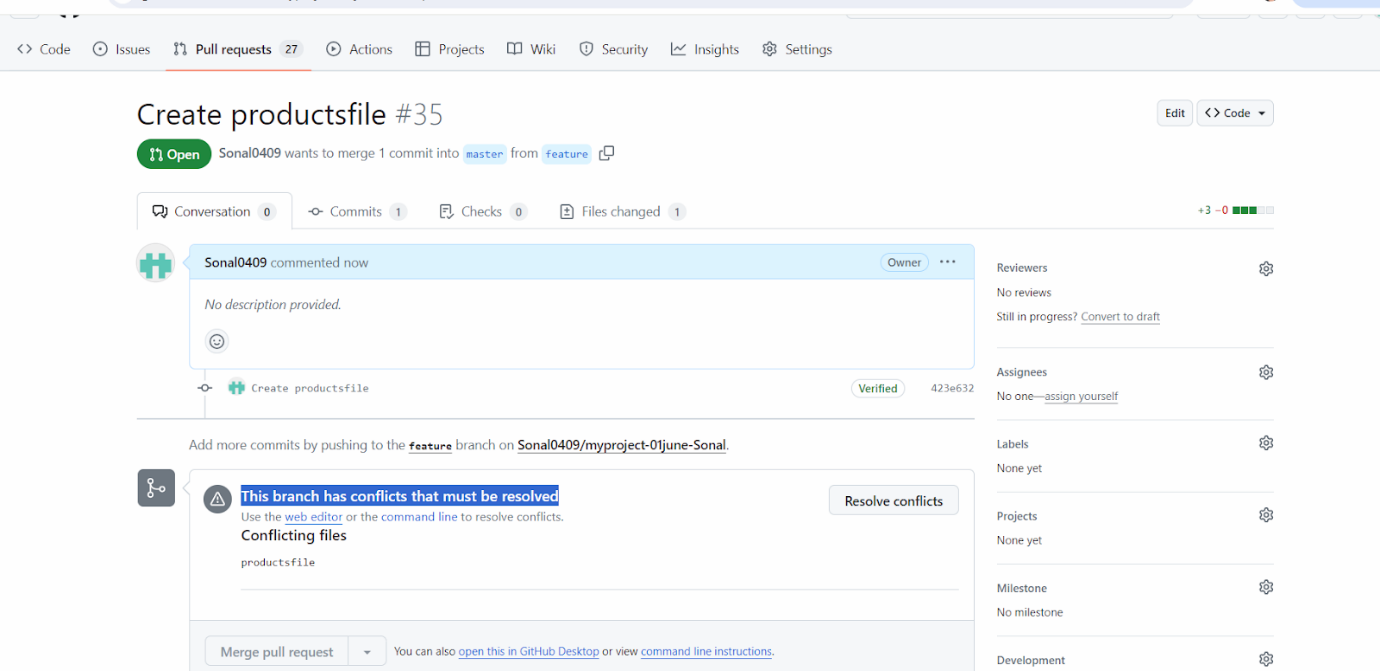 Code Issues Pull requests 27 Actions Projects Wiki Security Insights Settings
Create productsfile #35
Edit Code
Open Sonal0409 wants to merge 1 commit into master from feature
Conversation 0 Commits 1 Checks 0 Files changed 1
+3 −0
Sonal0409 commented now Owner
No description provided.
Create productsfile Verified 423e632
Add more commits by pushing to the feature branch on Sonal0409/myproject-01june-Sonal.
This branch has conflicts that must be resolved
Use the web editor or the command line to resolve conflicts.
Resolve conflicts
Conflicting files
productsfile
Merge pull request You can also open this in GitHub Desktop or view command line instructions.
Reviewers
No reviews
Still in progress? Convert to draft
Assignees
No one—assign yourself
Labels
None yet
Projects
None yet
Milestone
No milestone
Development